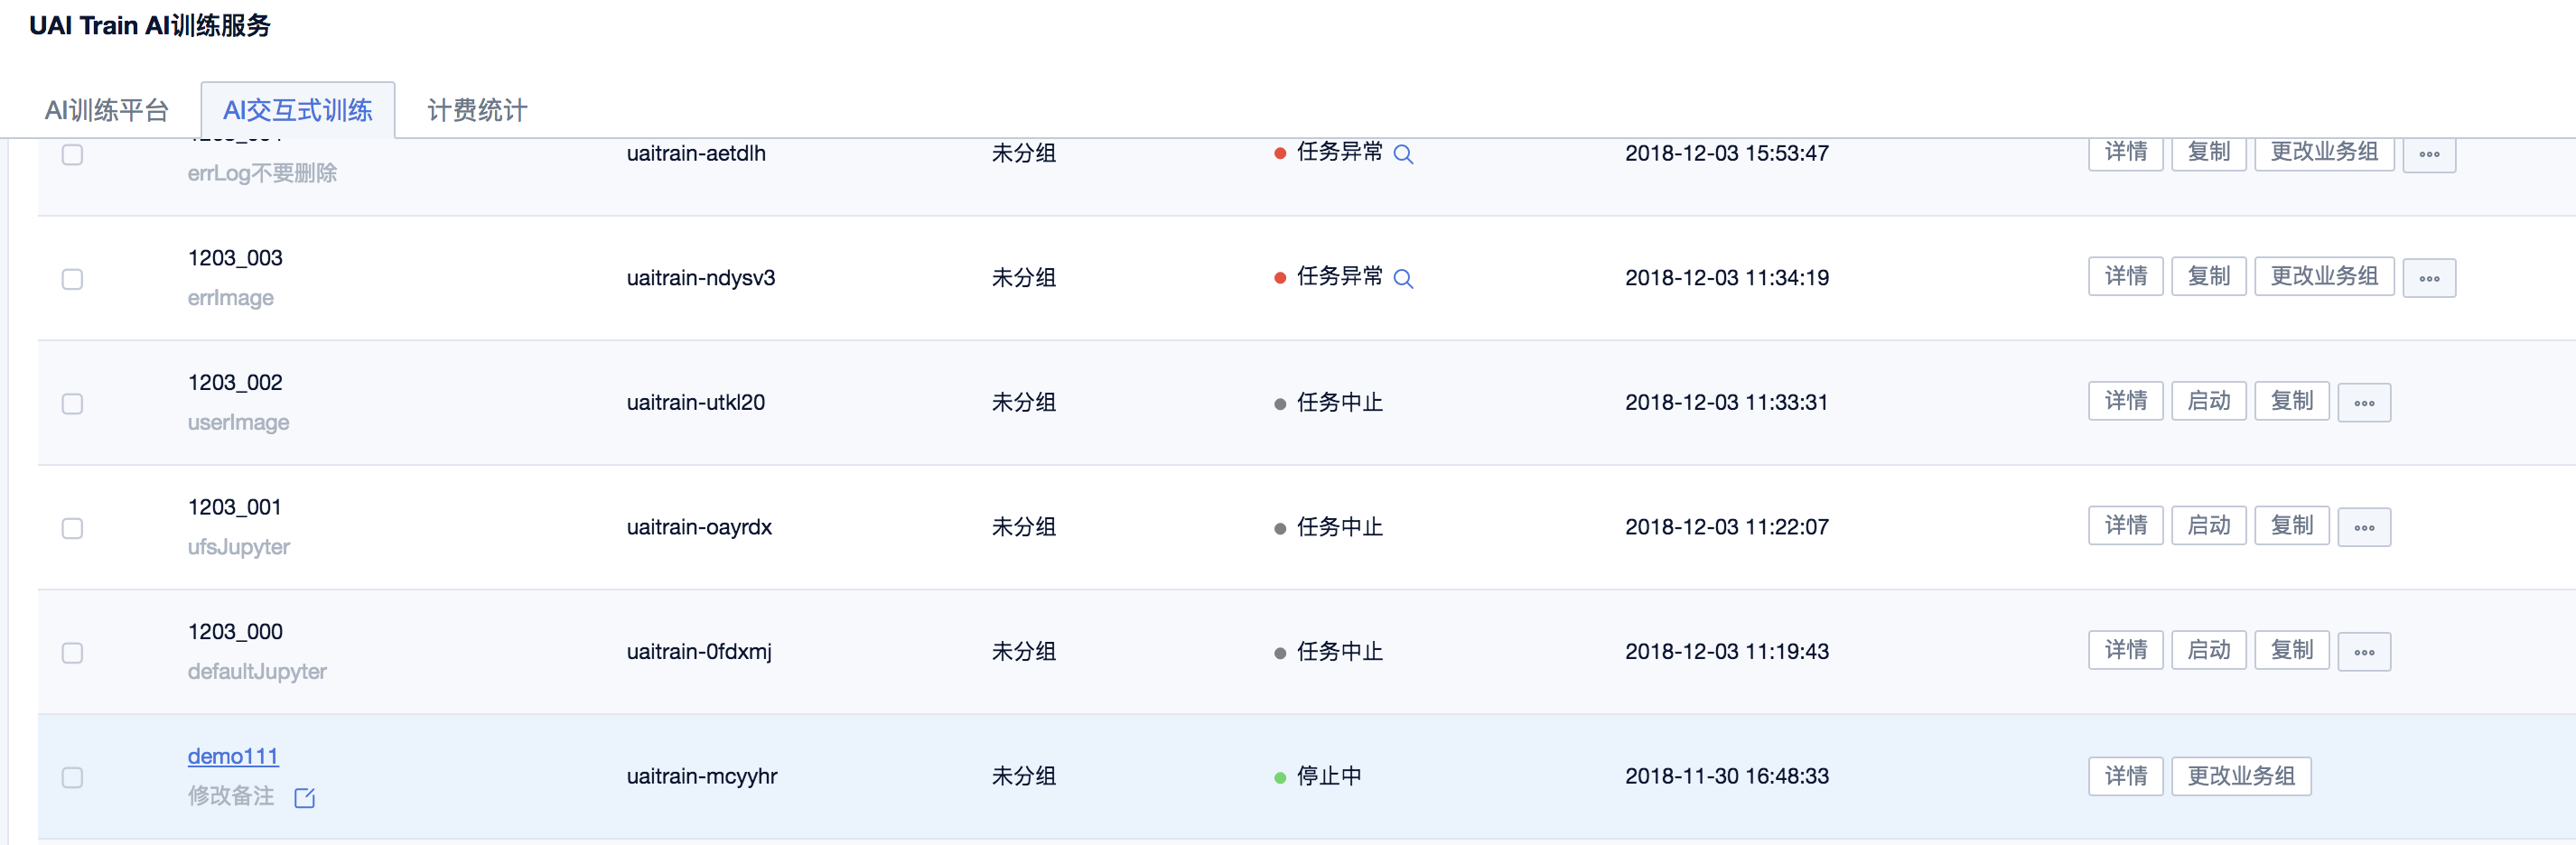 UAI Train AI训练服务
AI训练平台 AI交互式训练 计费统计
errLog不要删除 uaitrain-aetdlh 未分组 任务异常 2018-12-03 15:53:47 详情 复制 更改业务组
1203_003
errImage uaitrain-ndysv3 未分组 任务异常 2018-12-03 11:34:19 详情 复制 更改业务组
1203_002
userImage uaitrain-utkl20 未分组 任务中止 2018-12-03 11:33:31 详情 启动 复制
1203_001
ufsJupyter uaitrain-oayrdx 未分组 任务中止 2018-12-03 11:22:07 详情 启动 复制
1203_000
defaultJupyter uaitrain-0fdxmj 未分组 任务中止 2018-12-03 11:19:43 详情 启动 复制
demo111
修改备注 uaitrain-mcyyhr 未分组 停止中 2018-11-30 16:48:33 详情 更改业务组